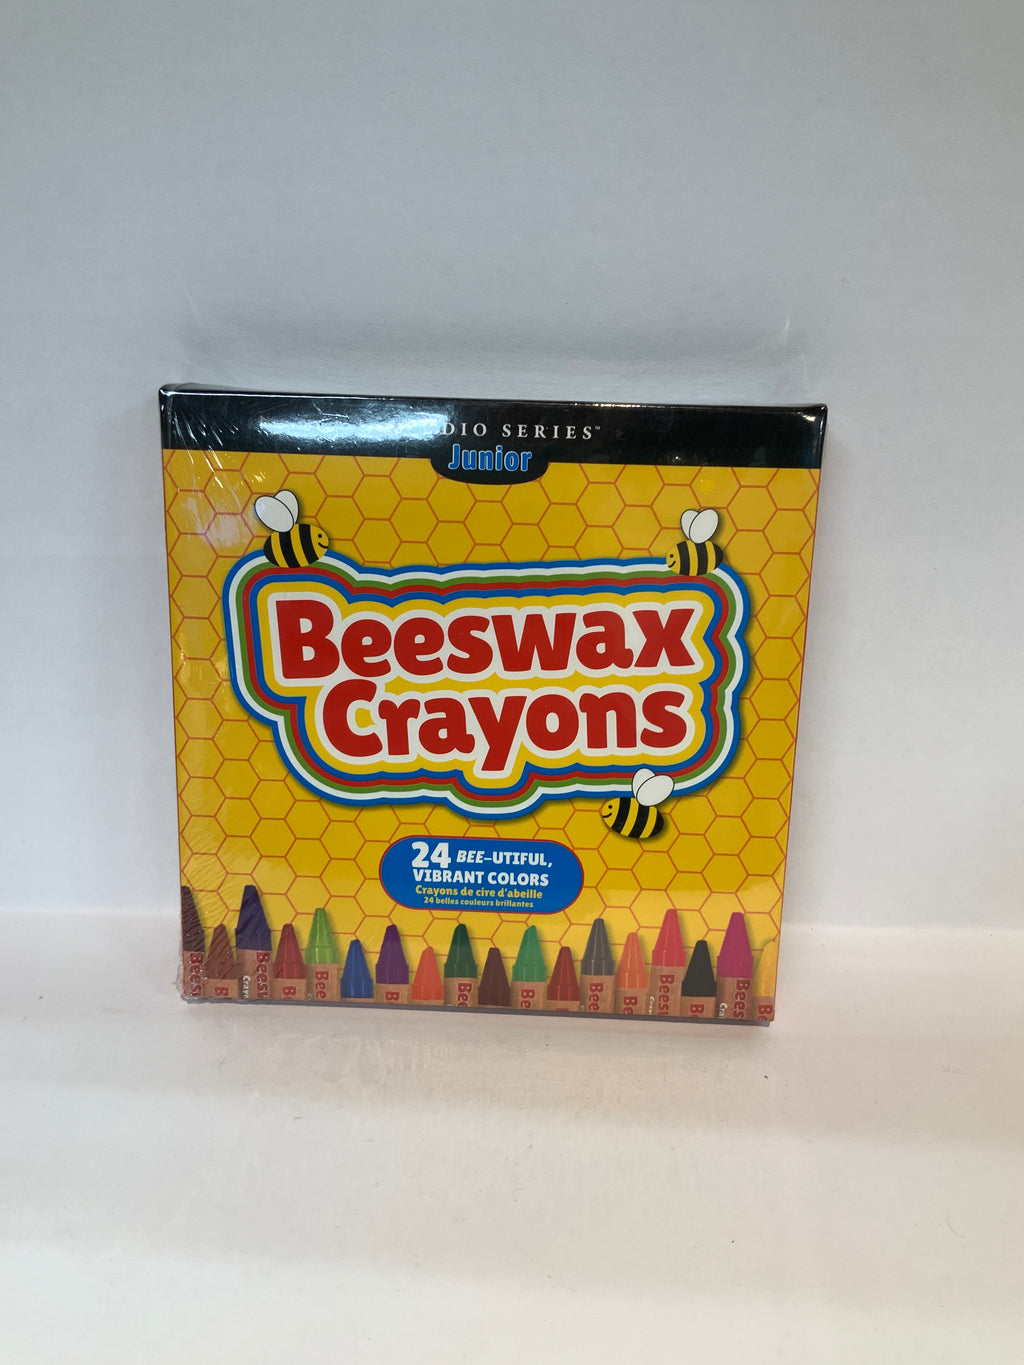 DIO SERIES™
Junior
Beeswax
Crayons
24 BEE-UTIFUL,
VIBRANT COLORS
Crayons de cire d'abeille
24 belles couleurs brillantes